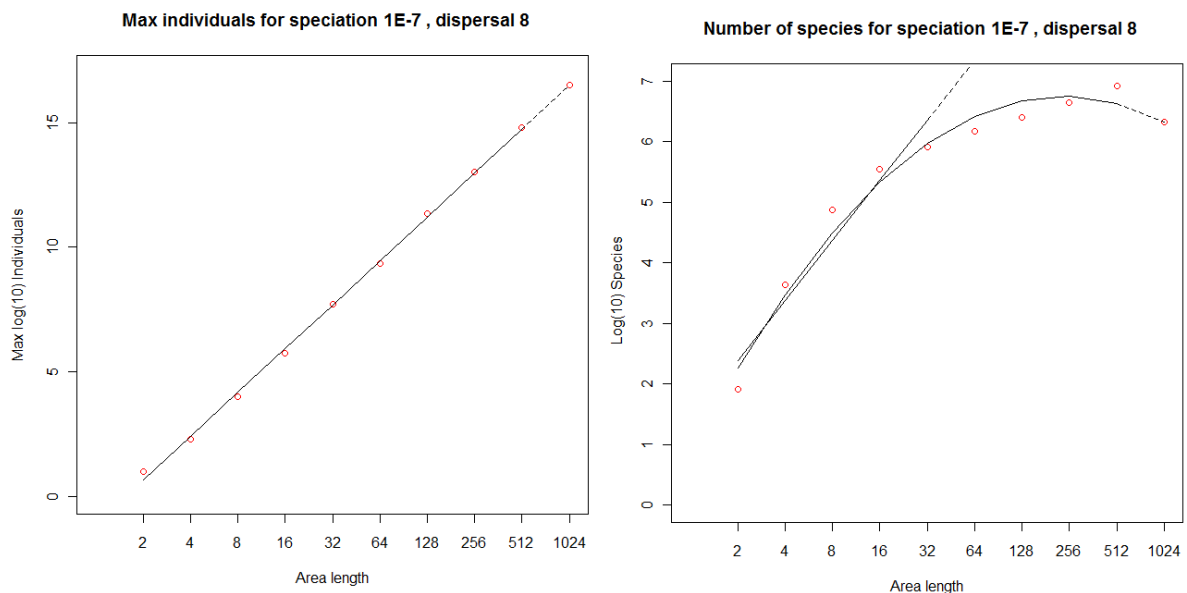 Max individuals for speciation 1E-7 , dispersal 8
Max log(10) Individuals
15
10
5
0
2 4 8 16 32 64 128 256 512 1024
Area length
Number of species for speciation 1E-7 , dispersal 8
Log(10) Species
7
6
5
4
3
2
1
0
2 4 8 16 32 64 128 256 512 1024
Area length